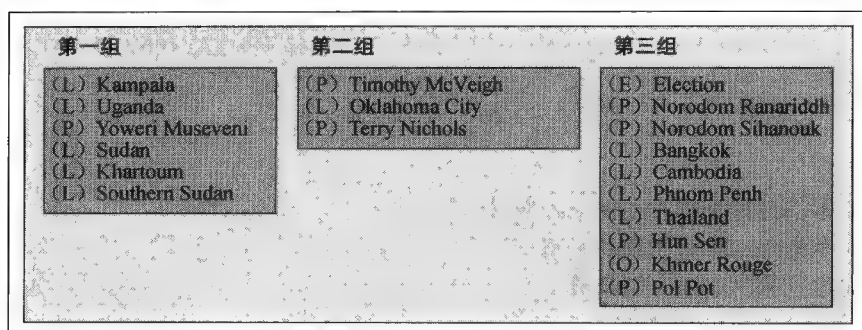 第一组
(L) Kampala
(L) Uganda
(P) Yoweri Museveni
(L) Sudan
(L) Khartoum
(L) Southern Sudan
第二组
(P) Timothy McVeigh
(L) Oklahoma City
(P) Terry Nichols
第三组
(E) Election
(P) Norodom Ranariddh
(P) Norodom Sihanouk
(L) Bangkok
(L) Cambodia
(L) Phnom Penh
(L) Thailand
(P) Hun Sen
(O) Khmer Rouge
(P) Pol Pot